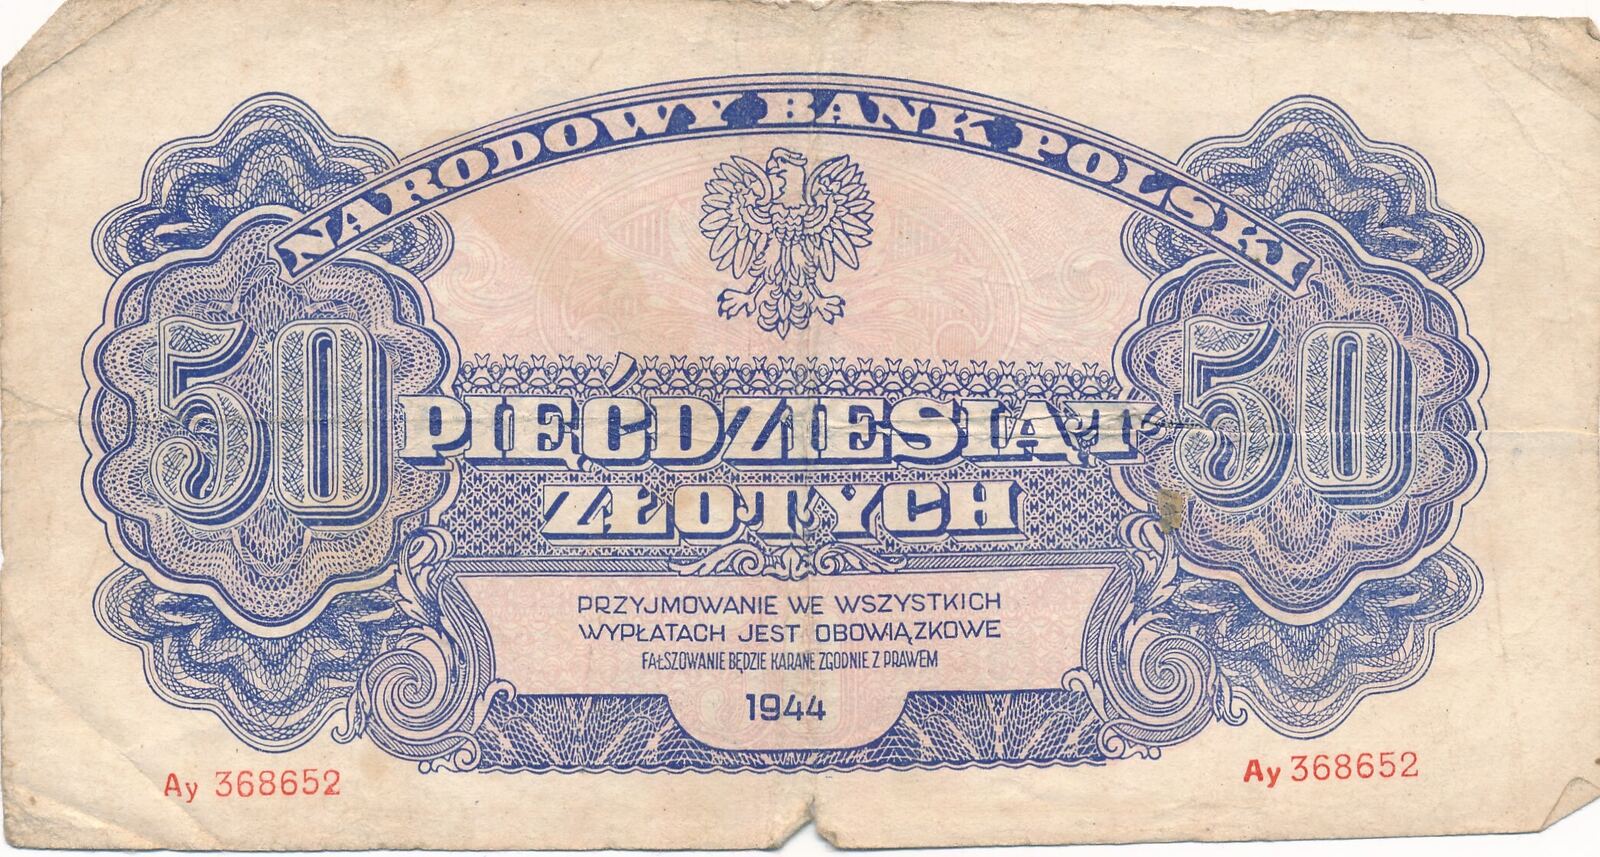 NARODOWY BANK POLSKI
50 50
PIĘĆDZIESIĄT
ZŁOTYCH
PRZYJMOWANIE WE WSZYSTKICH
WYPŁATACH JEST OBOWIĄZKOWE
FAŁSZOWANIE BĘDZIE KARANE ZGODNIE Z PRAWEM
1944
Ay 368652 Ay 368652